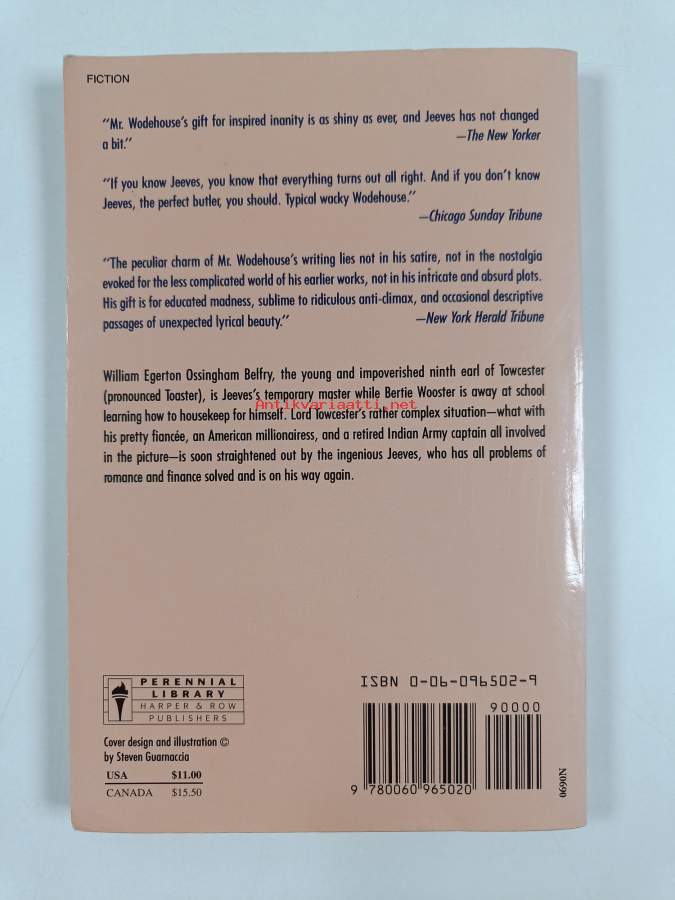 FICTION
"Mr. Wodehouse's gift for inspired inanity is as shiny as ever, and Jeeves has not changed
a bit." —The New Yorker
"If you know Jeeves, you know that everything turns out all right. And if you don't know
Jeeves, the perfect butler, you should. Typical wacky Wodehouse."
—Chicago Sunday Tribune
"The peculiar charm of Mr. Wodehouse's writing lies not in his satire, not in the nostalgia
evoked for the less complicated world of his earlier works, not in his intricate and absurd plots.
His gift is for educated madness, sublime to ridiculous anti-climax, and occasional descriptive
passages of unexpected lyrical beauty." —New York Herald Tribune
William Egerton Ossingham Belfry, the young and impoverished ninth earl of Towcester
(pronounced Toaster), is Jeeves's temporary master while Bertie Wooster is away at school
Antikvariaatti.net
learning how to housekeep for himself. Lord Towcester's rather complex situation—what with
his pretty fiancée, an American millionairess, and a retired Indian Army captain all involved
in the picture—is soon straightened out by the ingenious Jeeves, who has all problems of
romance and finance solved and is on his way again.
PERENNIAL
LIBRARY
HARPER & ROW
PUBLISHERS
Cover design and illustration ©
by Steven Guarnaccia
USA $11.00
CANADA $15.50
ISBN 0-06-096502-9
90000
9 780060 965020
0690N